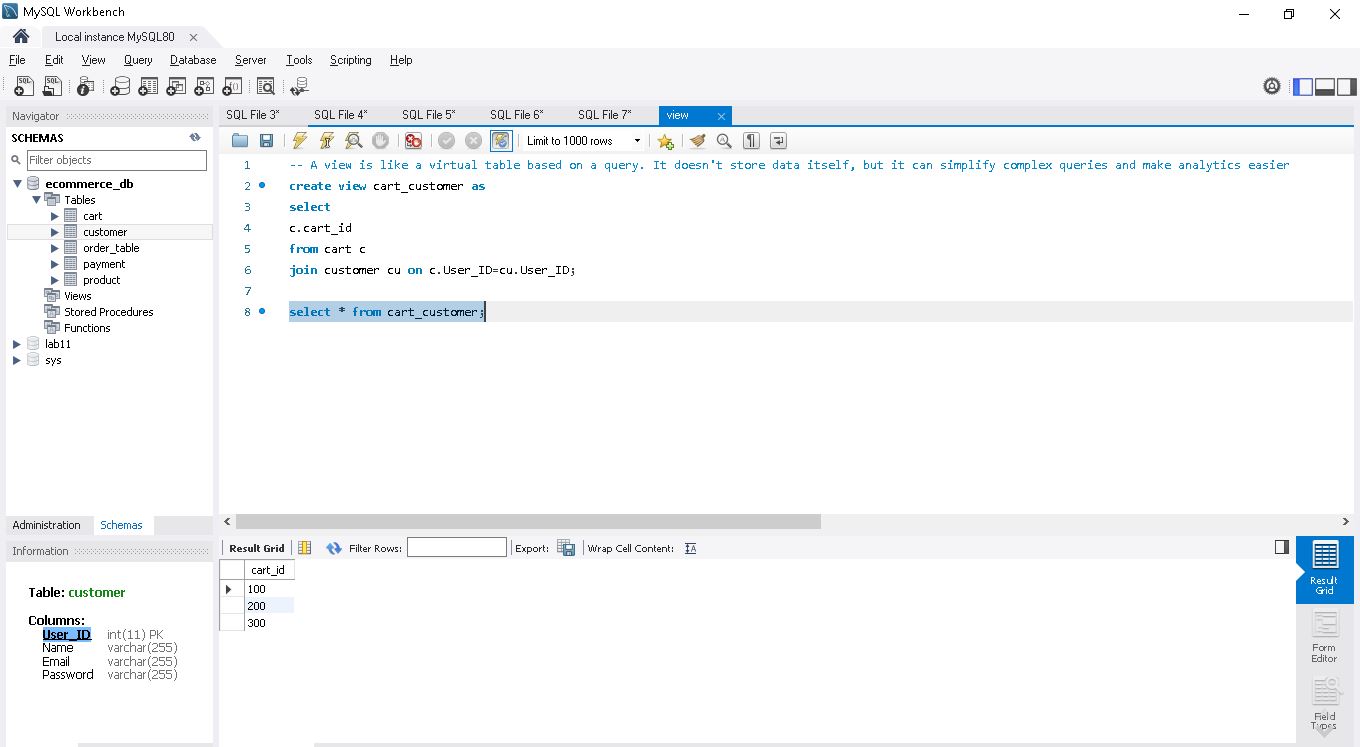 MySQL Workbench
Local instance MySQL80
File Edit View Query Database Server Tools Scripting Help
Navigator
SCHEMAS
Filter objects
ecommerce_db
Tables
cart
customer
order_table
payment
product
Views
Stored Procedures
Functions
lab11
sys
Administration Schemas
Information
Table: customer
Columns:
User_ID int(11) PK
Name varchar(255)
Email varchar(255)
Password varchar(255)
SQL File 3* SQL File 4* SQL File 5* SQL File 6* SQL File 7* view
Limit to 1000 rows
1 -- A view is like a virtual table based on a query. It doesn't store data itself, but it can simplify complex queries and make analytics easier
2 create view cart_customer as
3 select
4 c.cart_id
5 from cart c
6 join customer cu on c.User_ID=cu.User_ID;
7
8 select * from cart_customer;
Result Grid Filter Rows: Export: Wrap Cell Content:
cart_id
100
200
300
Result
Grid
Form
Editor
Field
Types